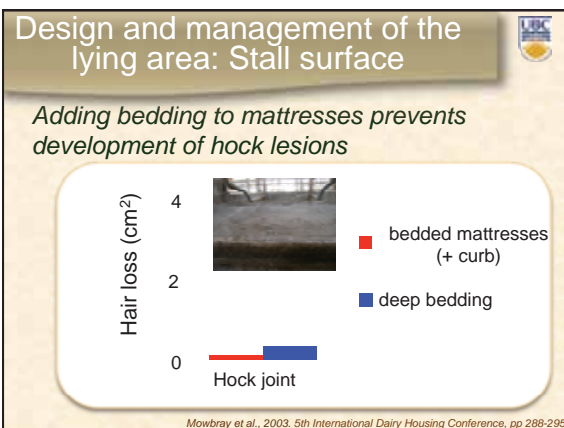 Design and management of the
lying area: Stall surface
UBC
Adding bedding to mattresses prevents
development of hock lesions
Hair loss (cm²)
4
2
0
bedded mattresses
(+ curb)
deep bedding
Hock joint
Mowbray et al., 2003. 5th International Dairy Housing Conference, pp 288-295